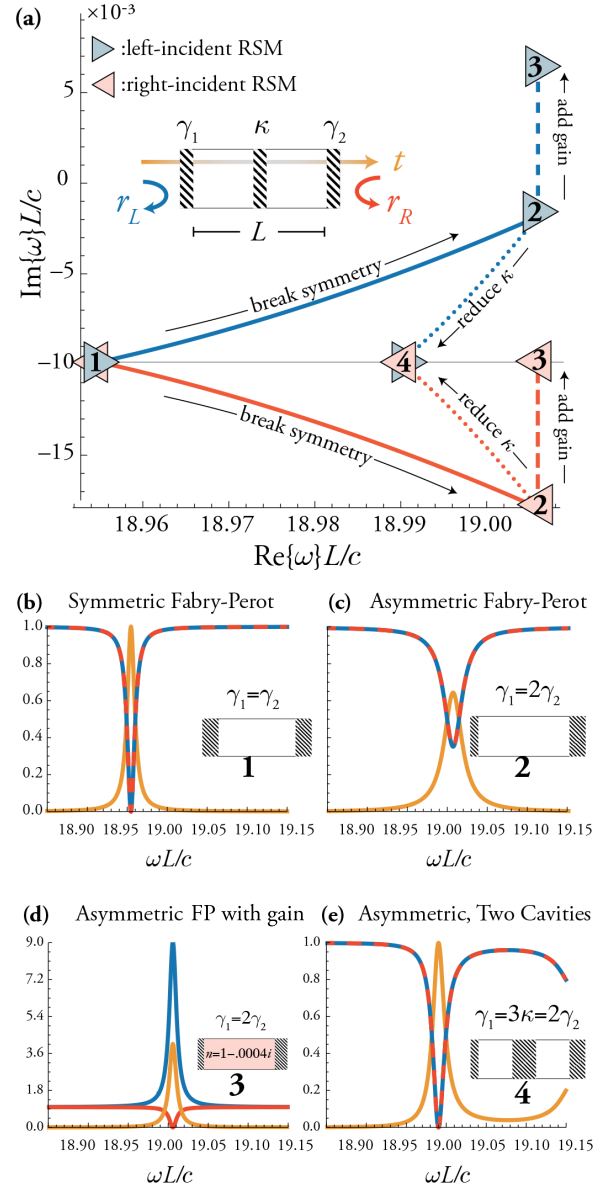 (a)
×10⁻³
:left-incident RSM
:right-incident RSM
γ₁ κ γ₂
t
r_L r_R
L
5
0
−5
−10
−15
Im{ω}L/c
3
add gain
2
break symmetry
reduce κ
1
4
3
reduce κ
add gain
break symmetry
2
18.96 18.97 18.98 18.99 19.00
Re{ω}L/c
(b) Symmetric Fabry-Perot
1.0
0.8
0.6
0.4
0.2
0.0
γ₁=γ₂
1
18.90 18.95 19.00 19.05 19.10 19.15
ωL/c
(c) Asymmetric Fabry-Perot
1.0
0.8
0.6
0.4
0.2
0.0
γ₁=2γ₂
2
18.90 18.95 19.00 19.05 19.10 19.15
ωL/c
(d) Asymmetric FP with gain
9.0
7.2
5.4
3.6
1.8
0.0
γ₁=2γ₂
n=1−.0004i
3
18.90 18.95 19.00 19.05 19.10 19.15
ωL/c
(e) Asymmetric, Two Cavities
1.0
0.8
0.6
0.4
0.2
0.0
γ₁=3κ=2γ₂
4
18.90 18.95 19.00 19.05 19.10 19.15
ωL/c